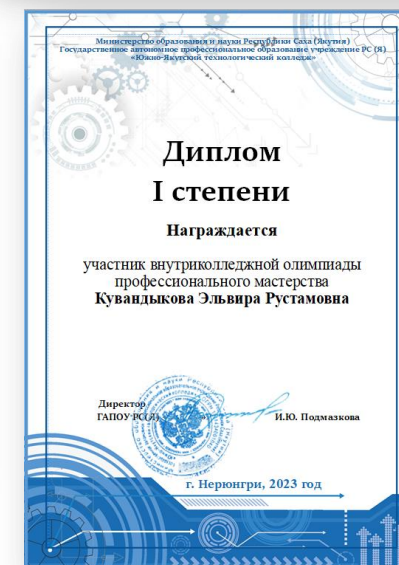 Министерство образования и науки Республики Саха (Якутия)
Государственное автономное профессиональное образование учреждение РС (Я)
«Южно-Якутский технологический колледж»
Диплом
I степени
Награждается
участник внутриколледжной олимпиады
профессионального мастерства
Кувандыкова Эльвира Рустамовна
Директор
ГАПОУ РС(Я)
И.Ю. Подмазкова
г. Нерюнгри, 2023 год